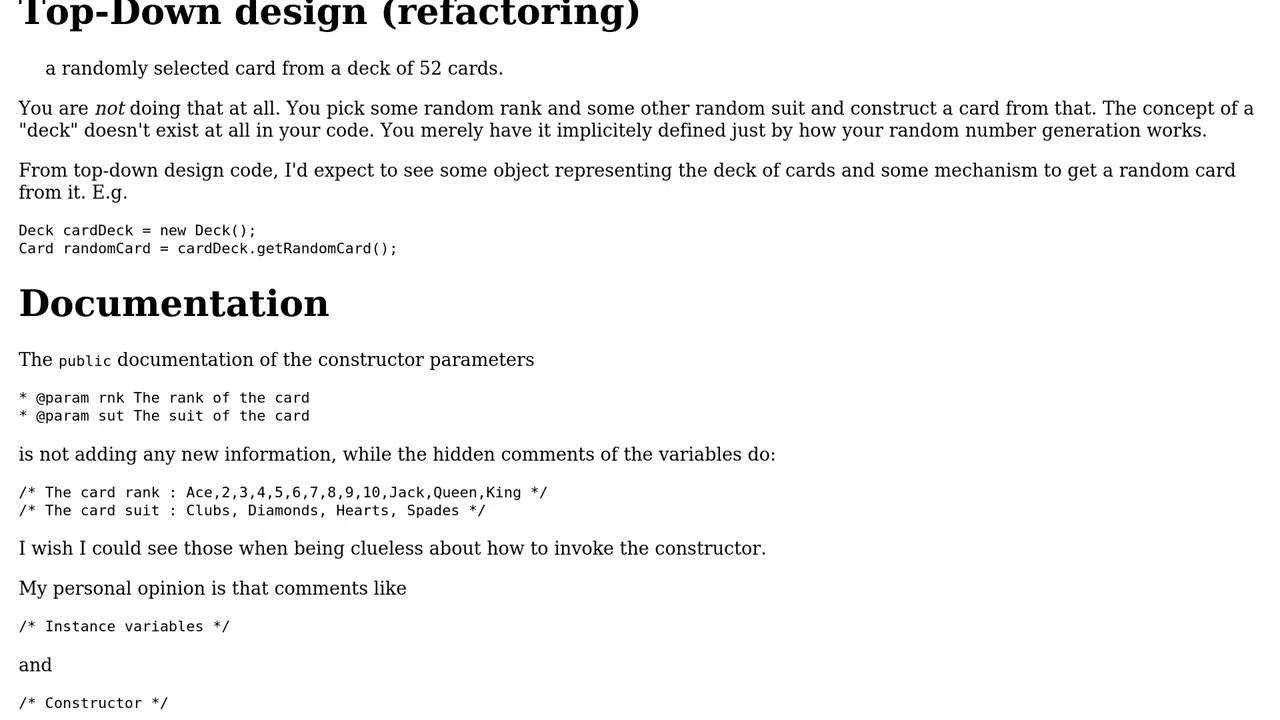 Top-Down design (refactoring)
a randomly selected card from a deck of 52 cards.
You are not doing that at all. You pick some random rank and some other random suit and construct a card from that. The concept of a
"deck" doesn't exist at all in your code. You merely have it implicitely defined just by how your random number generation works.
From top-down design code, I'd expect to see some object representing the deck of cards and some mechanism to get a random card
from it. E.g.
Deck cardDeck = new Deck();
Card randomCard = cardDeck.getRandomCard();
Documentation
The public documentation of the constructor parameters
* @param rnk The rank of the card
* @param sut The suit of the card
is not adding any new information, while the hidden comments of the variables do:
/* The card rank : Ace,2,3,4,5,6,7,8,9,10,Jack,Queen,King */
/* The card suit : Clubs, Diamonds, Hearts, Spades */
I wish I could see those when being clueless about how to invoke the constructor.
My personal opinion is that comments like
/* Instance variables */
and
/* Constructor */